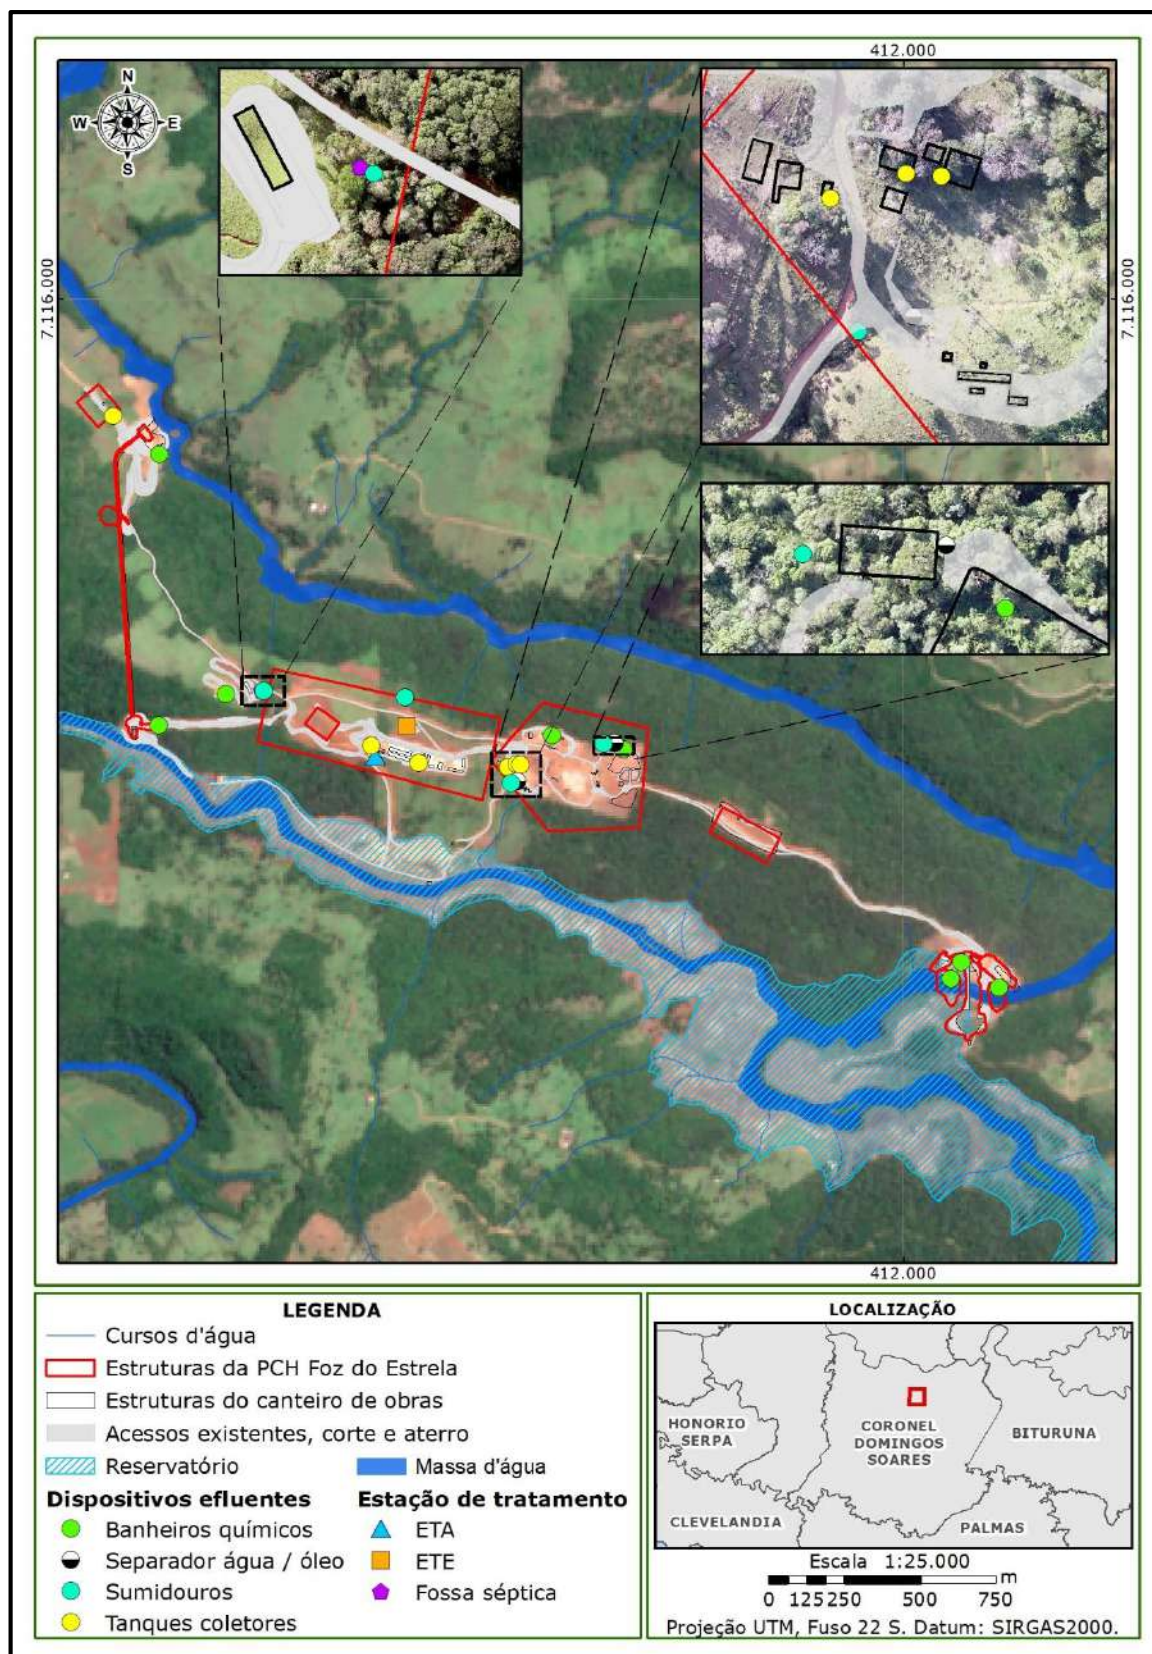 412.000
N
W
E
S
7.116.000
7.116.000
412.000
LEGENDA
Cursos d'água
Estruturas da PCH Foz do Estrela
Estruturas do canteiro de obras
Acessos existentes, corte e aterro
Reservatório
Massa d'água
Dispositivos efluentes
Estação de tratamento
Banheiros químicos
ETA
Separador água / óleo
ETE
Sumidouros
Fossa séptica
Tanques coletores
LOCALIZAÇÃO
HONORIO
SERPA
CORONEL
DOMINGOS
SOARES
BITURUNA
CLEVELANDIA
PALMAS
Escala 1:25.000
m
0 125 250 500 750
Projeção UTM, Fuso 22 S. Datum: SIRGAS2000.